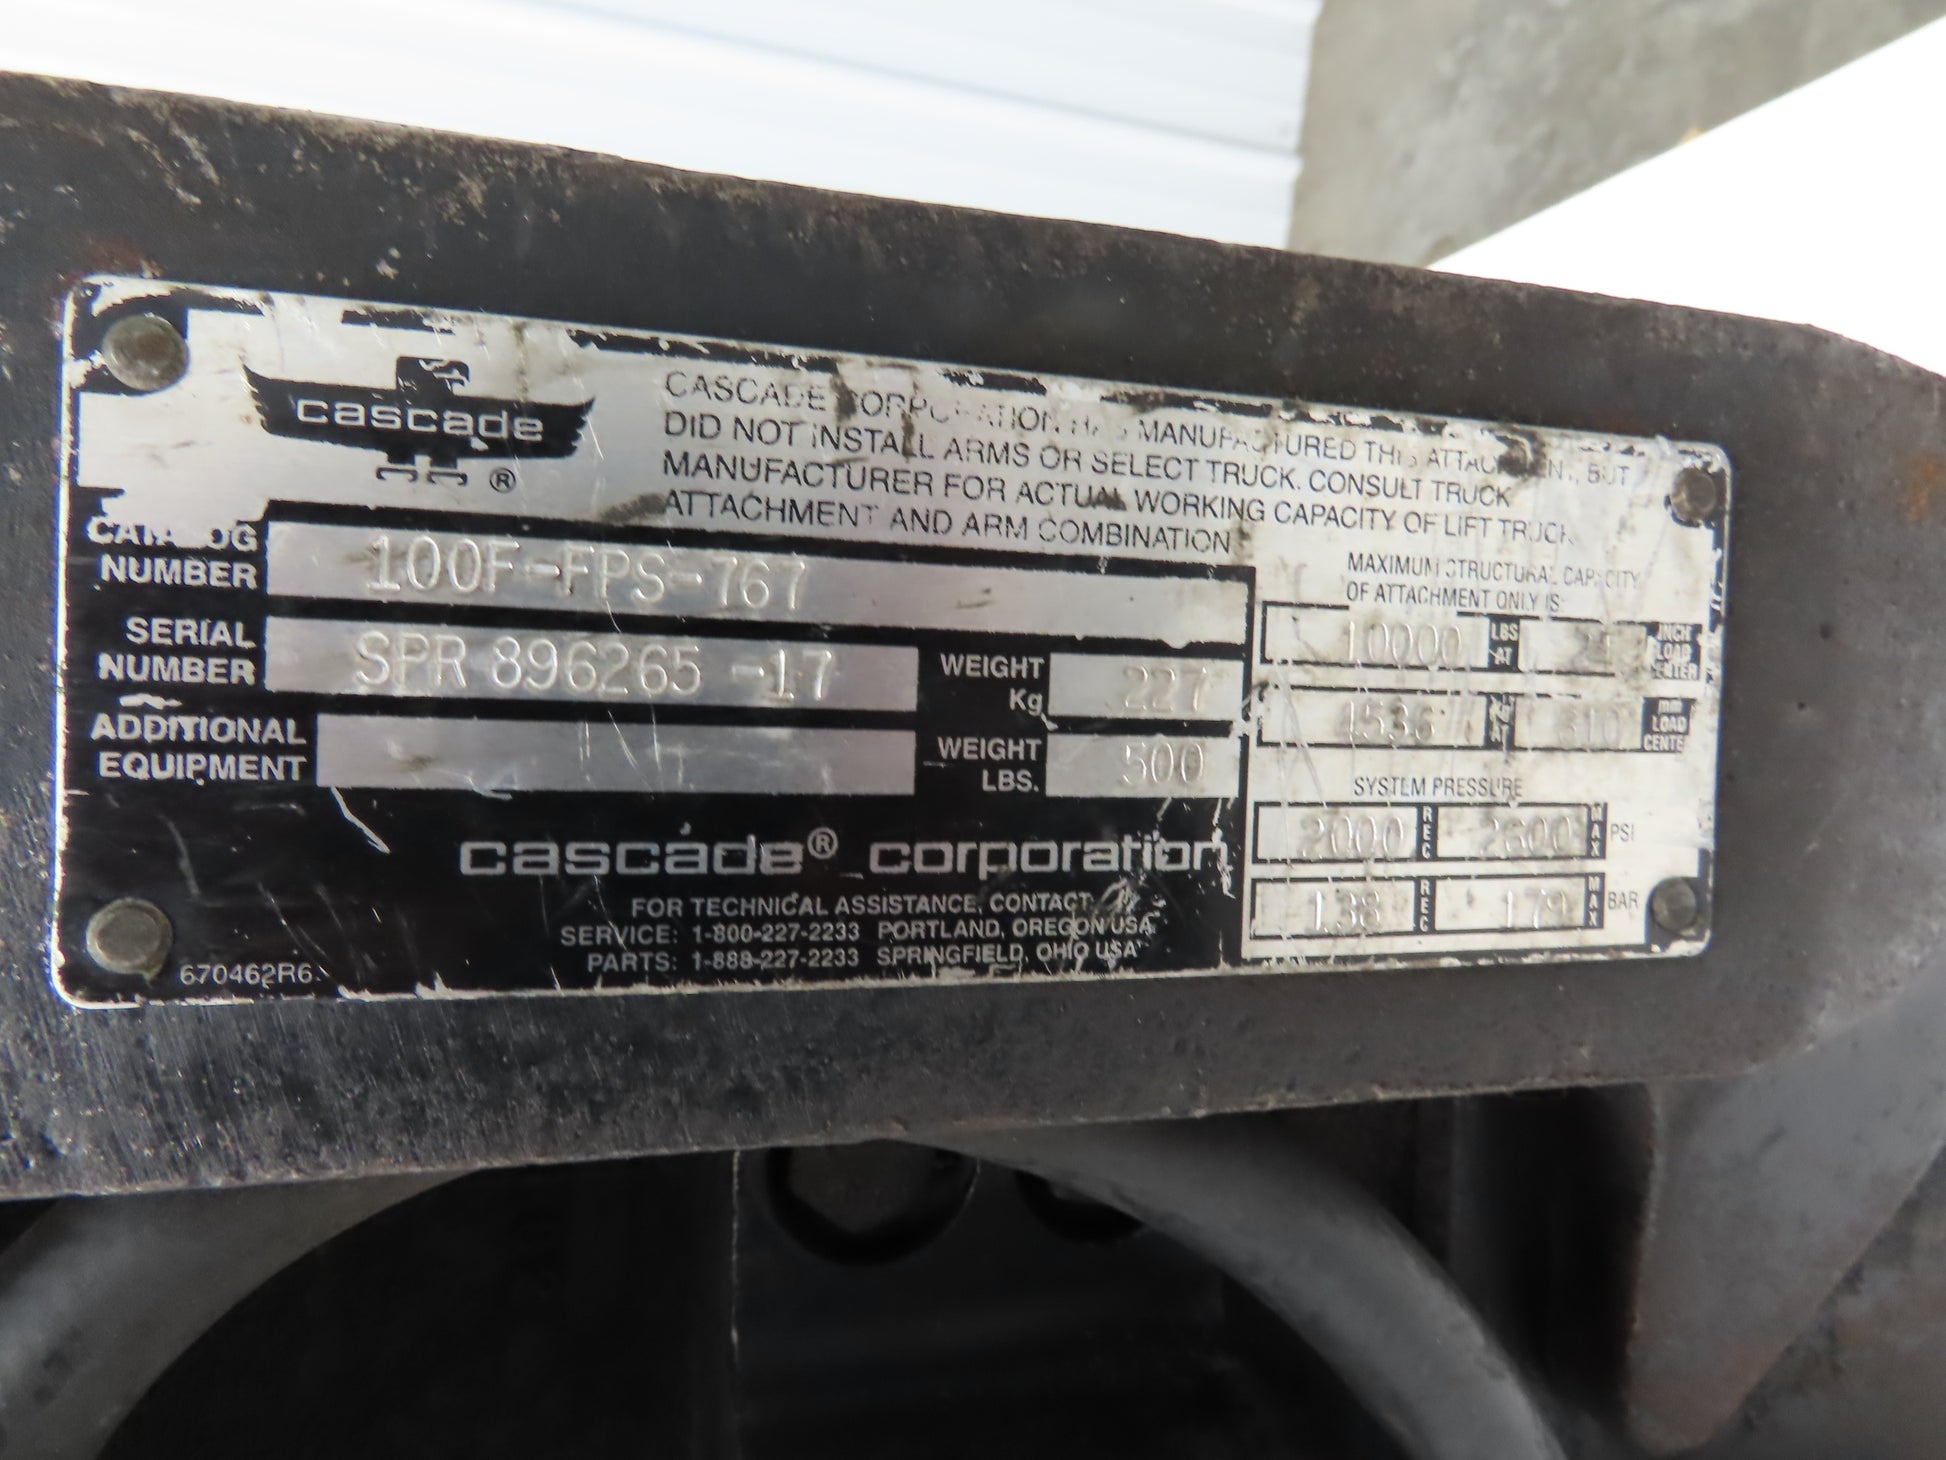 cascade
®
CASCADE CORPORATION HAS MANUFACTURED THIS ATTACHMENT, BUT
DID NOT INSTALL ARMS OR SELECT TRUCK. CONSULT TRUCK
MANUFACTURER FOR ACTUAL WORKING CAPACITY OF LIFT TRUCK
ATTACHMENT AND ARM COMBINATION
CATALOG
NUMBER
100F-FPS-767
SERIAL
NUMBER
SPR 896265 -17
ADDITIONAL
EQUIPMENT
WEIGHT
Kg
227
WEIGHT
LBS.
500
MAXIMUM STRUCTURAL CAPACITY
OF ATTACHMENT ONLY IS:
10000 LBS AT INCH LOAD CENTER
4536 Kg AT 610 mm LOAD CENTER
SYSTEM PRESSURE
2000 REC 2600 MAX PSI
138 REC 179 MAX BAR
cascade® corporation
FOR TECHNICAL ASSISTANCE, CONTACT
SERVICE: 1-800-227-2233 PORTLAND, OREGON USA
PARTS: 1-888-227-2233 SPRINGFIELD, OHIO USA
670462R6